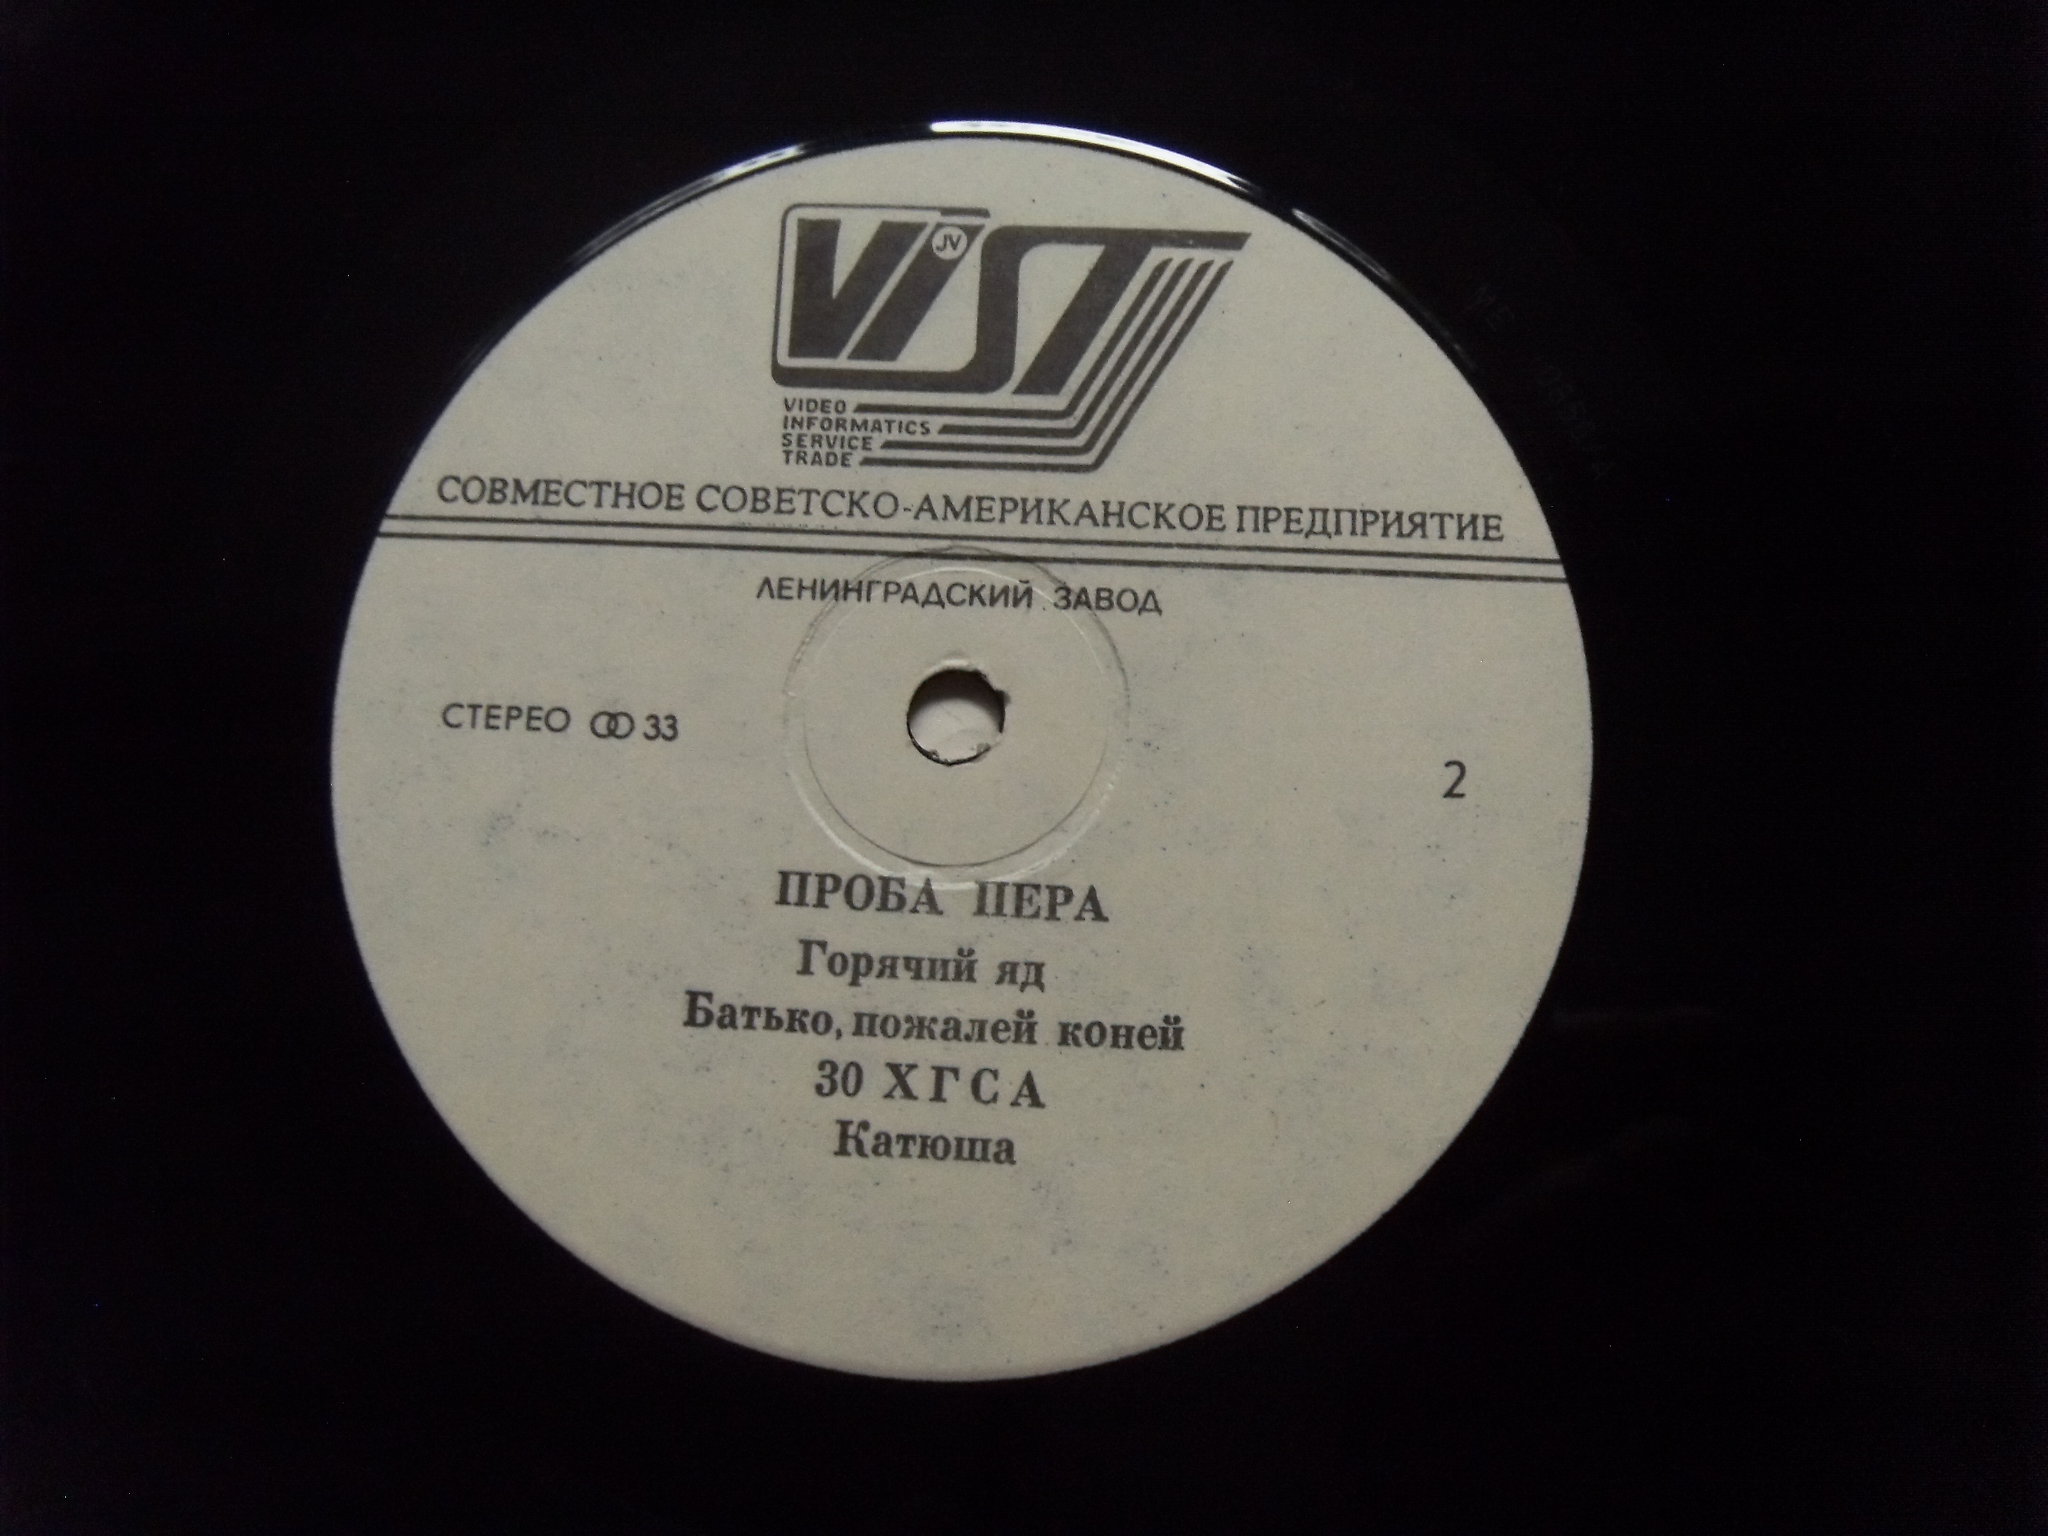 VIST
JV
VIDEO
INFORMATICS
SERVICE
TRADE
СОВМЕСТНОЕ СОВЕТСКО-АМЕРИКАНСКОЕ ПРЕДПРИЯТИЕ
ЛЕНИНГРАДСКИЙ ЗАВОД
СТЕРЕО 33
2
ПРОБА ПЕРА
Горячий яд
Батько, пожалей коней
30 ХГСА
Катюша